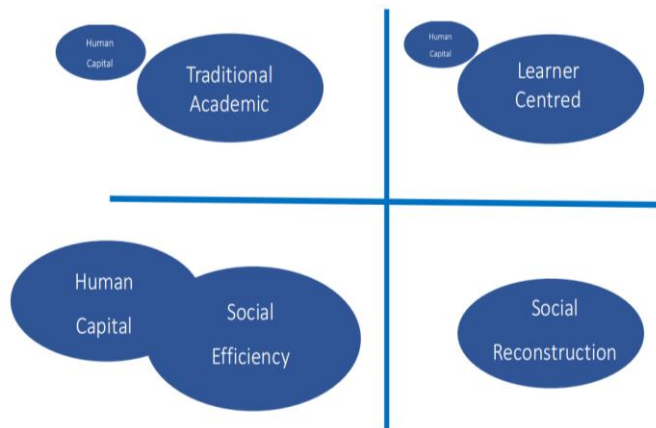 Human
Capital
Traditional
Academic
Human
Capital
Learner
Centred
Human
Capital
Social
Efficiency
Social
Reconstruction